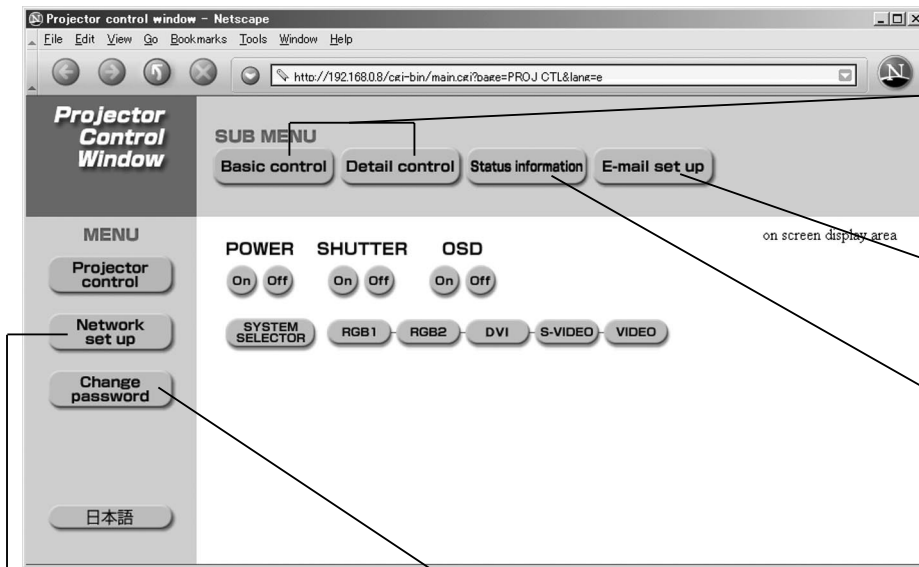 Projector control window - Netscape
File Edit View Go Bookmarks Tools Window Help
http://192.168.0.8/cgi-bin/main.cgi?page=PROJ CTL&lang=e
Projector
Control
Window
SUB MENU
Basic control Detail control Status information E-mail set up
MENU
Projector
control
Network
set up
Change
password
日本語
on screen display area
POWER SHUTTER OSD
On Off On Off On Off
SYSTEM
SELECTOR
RGB1 RGB2 DVI S-VIDEO VIDEO